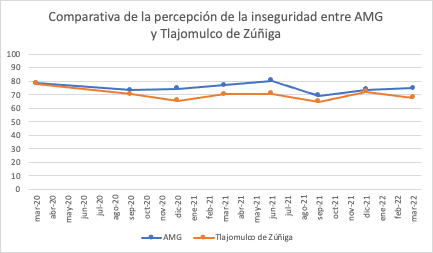 Comparativa de la percepción de la inseguridad entre AMG
y Tlajomulco de Zúñiga
100
90
80
70
60
50
40
30
20
10
0
mar-20
abr-20
may-20
jun-20
jul-20
ago-20
sep-20
oct-20
nov-20
dic-20
ene-21
feb-21
mar-21
abr-21
may-21
jun-21
jul-21
ago-21
sep-21
oct-21
nov-21
dic-21
ene-22
feb-22
mar-22
AMG
Tlajomulco de Zúñiga